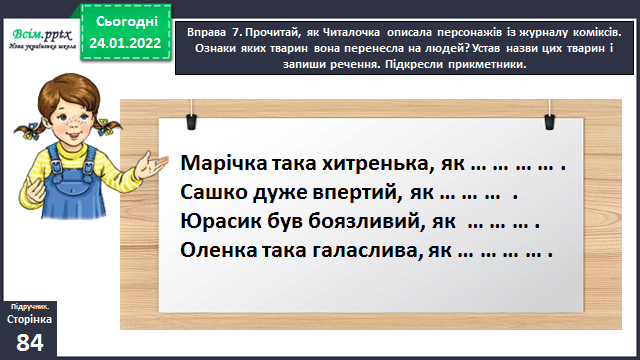 Всім.pptx
Нова українська школа
Сьогодні
24.01.2022
Вправа 7. Прочитай, як Читалочка описала персонажів із журналу коміксів.
Ознаки яких тварин вона перенесла на людей? Устав назви цих тварин і
запиши речення. Підкресли прикметники.
Марічка така хитренька, як … … … … .
Сашко дуже впертий, як … … … .
Юрасик був боязливий, як … … … .
Оленка така галаслива, як … … … … .
Підручник.
Сторінка
84